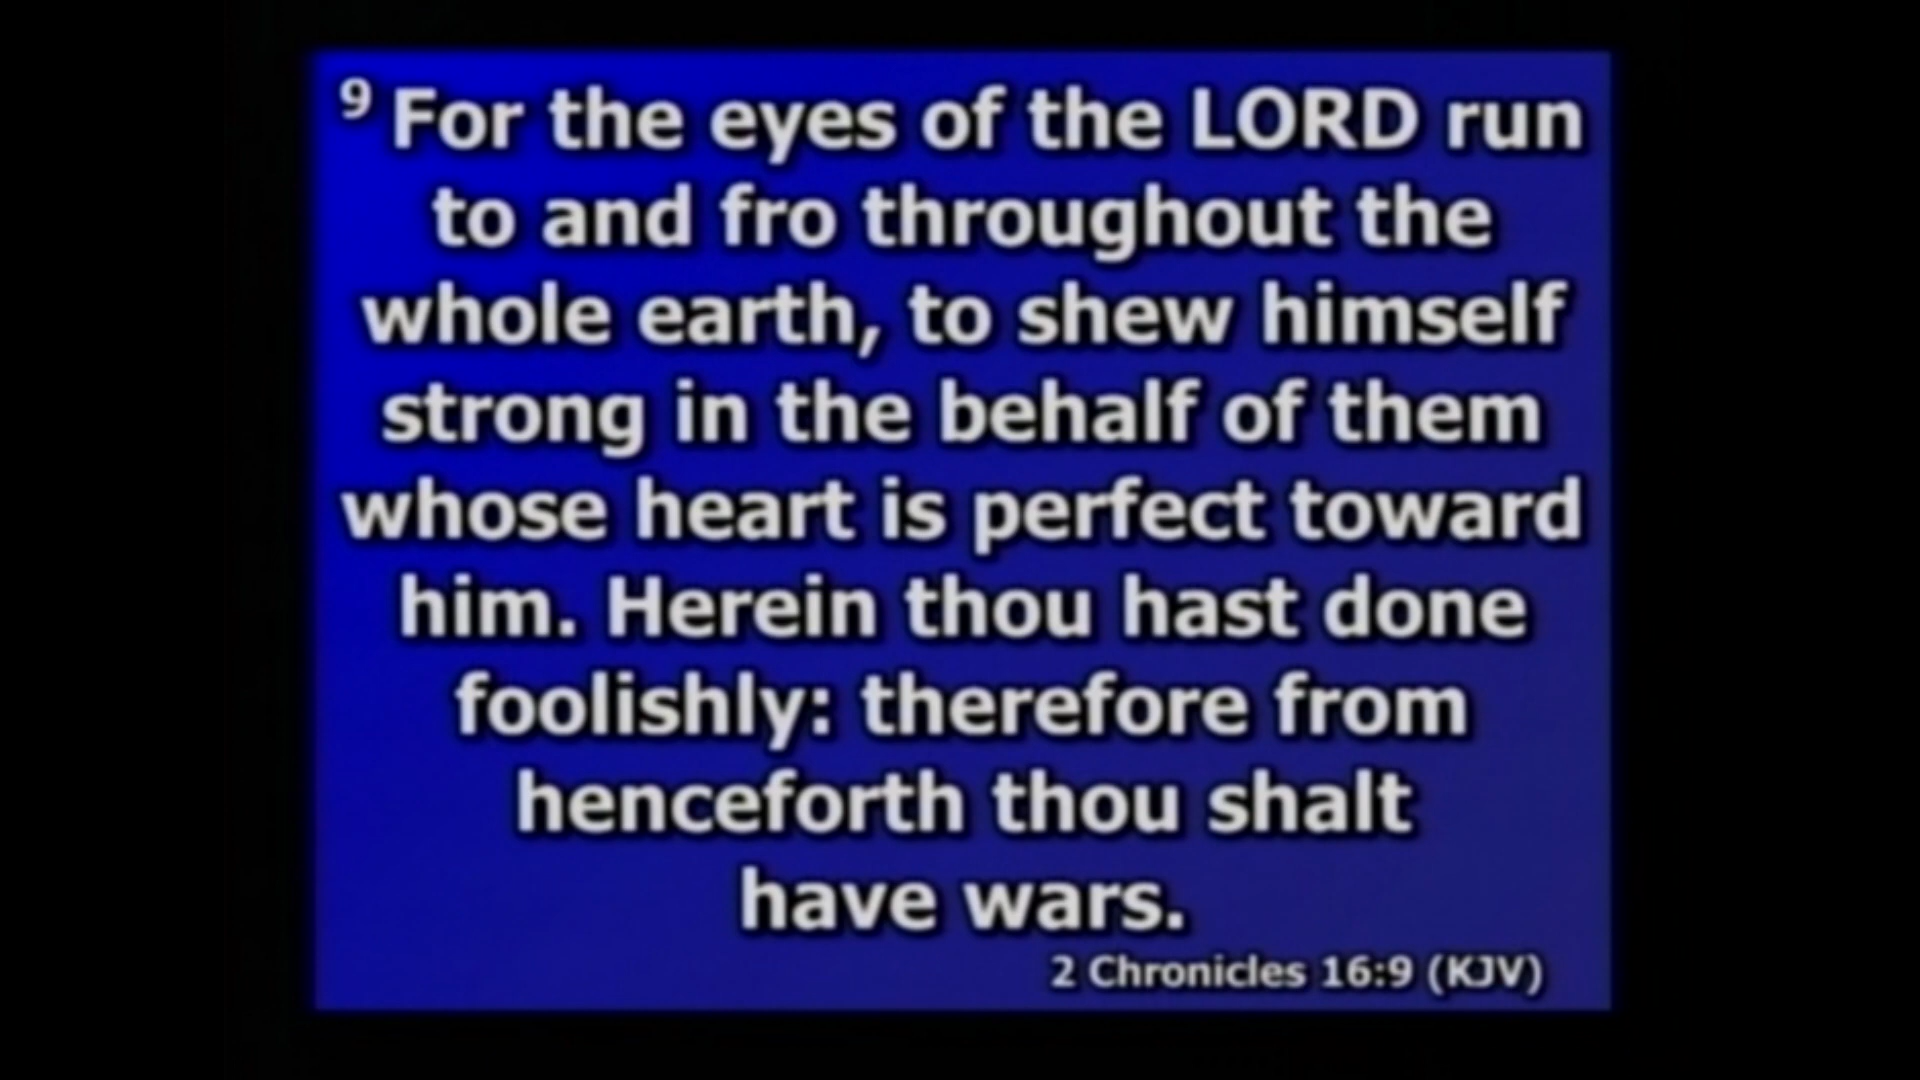 9 For the eyes of the LORD run
to and fro throughout the
whole earth, to shew himself
strong in the behalf of them
whose heart is perfect toward
him. Herein thou hast done
foolishly: therefore from
henceforth thou shalt
have wars.
2 Chronicles 16:9 (KJV)